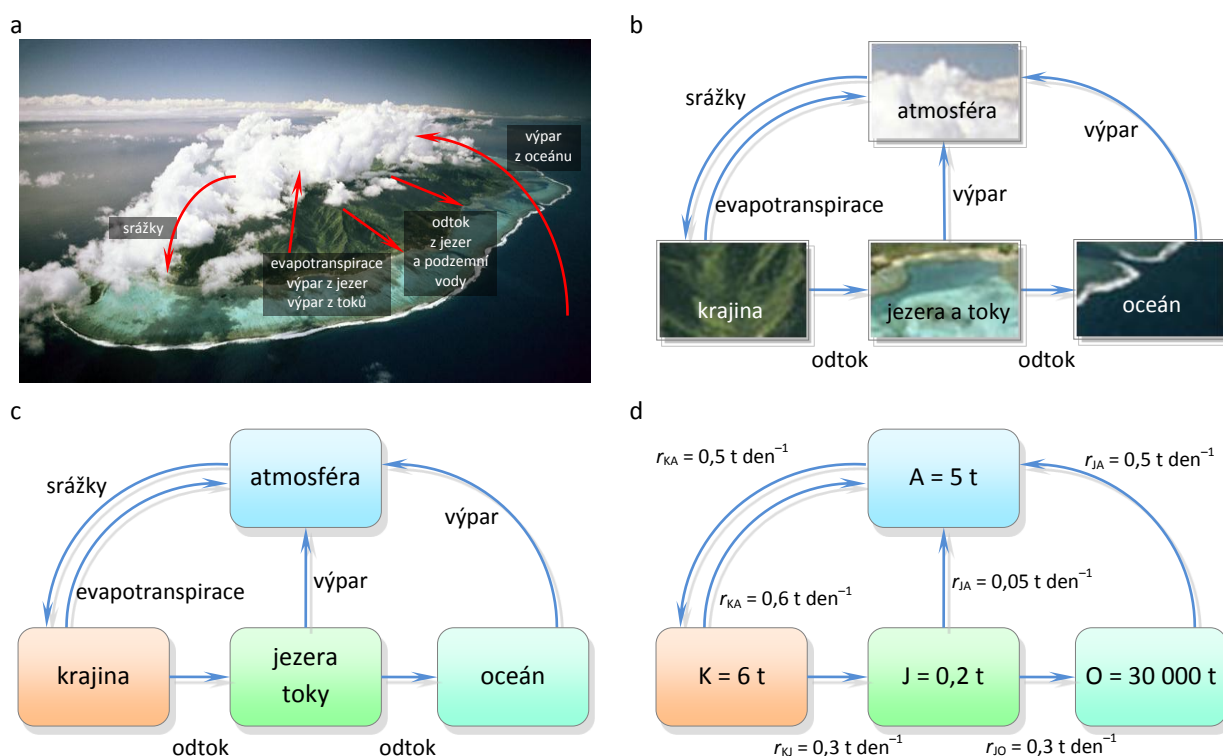 a
výpar
z oceánu
srážky
evapotranspirace
výpar z jezer
výpar z toků
odtok
z jezer
a podzemní
vody
b
srážky
atmosféra
výpar
evapotranspirace
výpar
krajina
jezera a toky
oceán
odtok
odtok
c
srážky
atmosféra
výpar
evapotranspirace
výpar
krajina
jezera
toky
oceán
odtok
odtok
d
r_KA = 0,5 t den⁻¹
A = 5 t
r_JA = 0,5 t den⁻¹
r_KA = 0,6 t den⁻¹
r_JA = 0,05 t den⁻¹
K = 6 t
J = 0,2 t
O = 30 000 t
r_KJ = 0,3 t den⁻¹
r_JO = 0,3 t den⁻¹